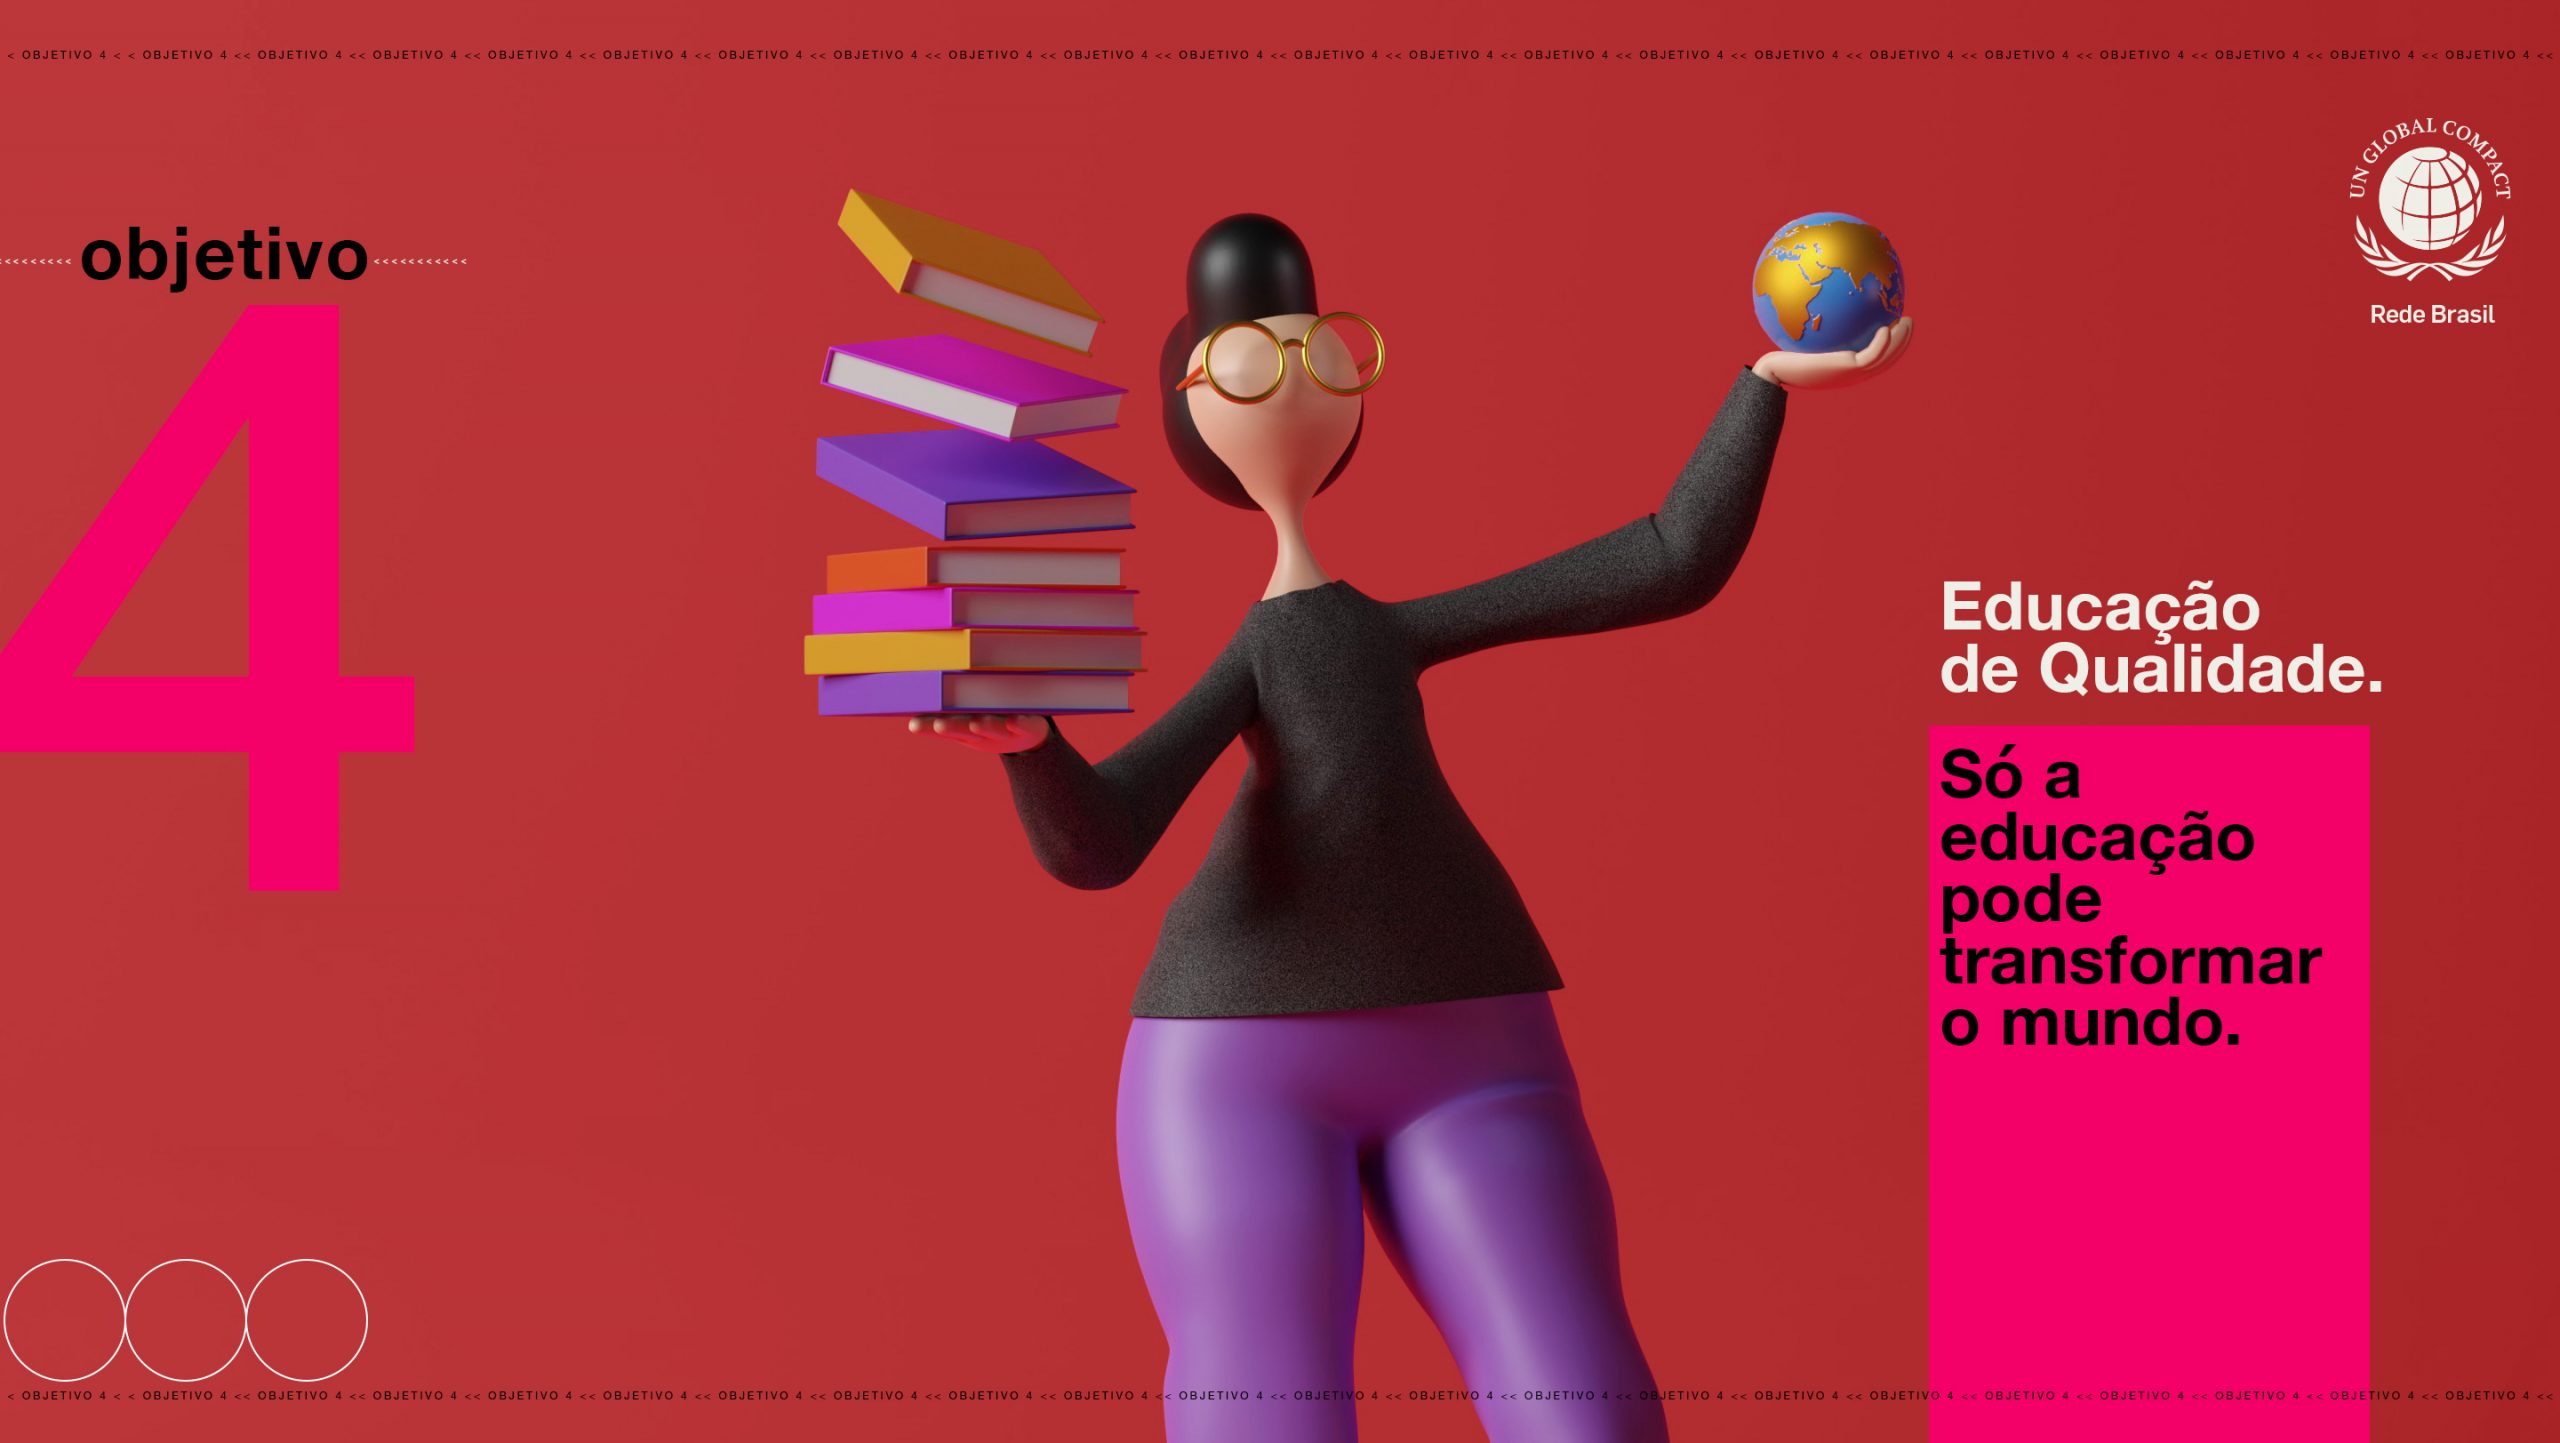 < OBJETIVO 4 < < OBJETIVO 4 << OBJETIVO 4 << OBJETIVO 4 << OBJETIVO 4 << OBJETIVO 4 << OBJETIVO 4 << OBJETIVO 4 << OBJETIVO 4 << OBJETIVO 4 << OBJETIVO 4 << OBJETIVO 4 << OBJETIVO 4 << OBJETIVO 4 << OBJETIVO 4 << OBJETIVO 4 << OBJETIVO 4 << OBJETIVO 4 << OBJETIVO 4 << OBJETIVO 4 << OBJETIVO 4 << OBJETIVO 4 <<
<<<<<<<<< objetivo <<<<<<<<<<<
4
UN GLOBAL COMPACT
Rede Brasil
Educação
de Qualidade.
Só a
educação
pode
transformar
o mundo.
< OBJETIVO 4 < < OBJETIVO 4 << OBJETIVO 4 << OBJETIVO 4 << OBJETIVO 4 << OBJETIVO 4 << OBJETIVO 4 << OBJETIVO 4 << OBJETIVO 4 << OBJETIVO 4 << OBJETIVO 4 << OBJETIVO 4 << OBJETIVO 4 << OBJETIVO 4 << OBJETIVO 4 << OBJETIVO 4 << OBJETIVO 4 << OBJETIVO 4 << OBJETIVO 4 << OBJETIVO 4 << OBJETIVO 4 << OBJETIVO 4 <<